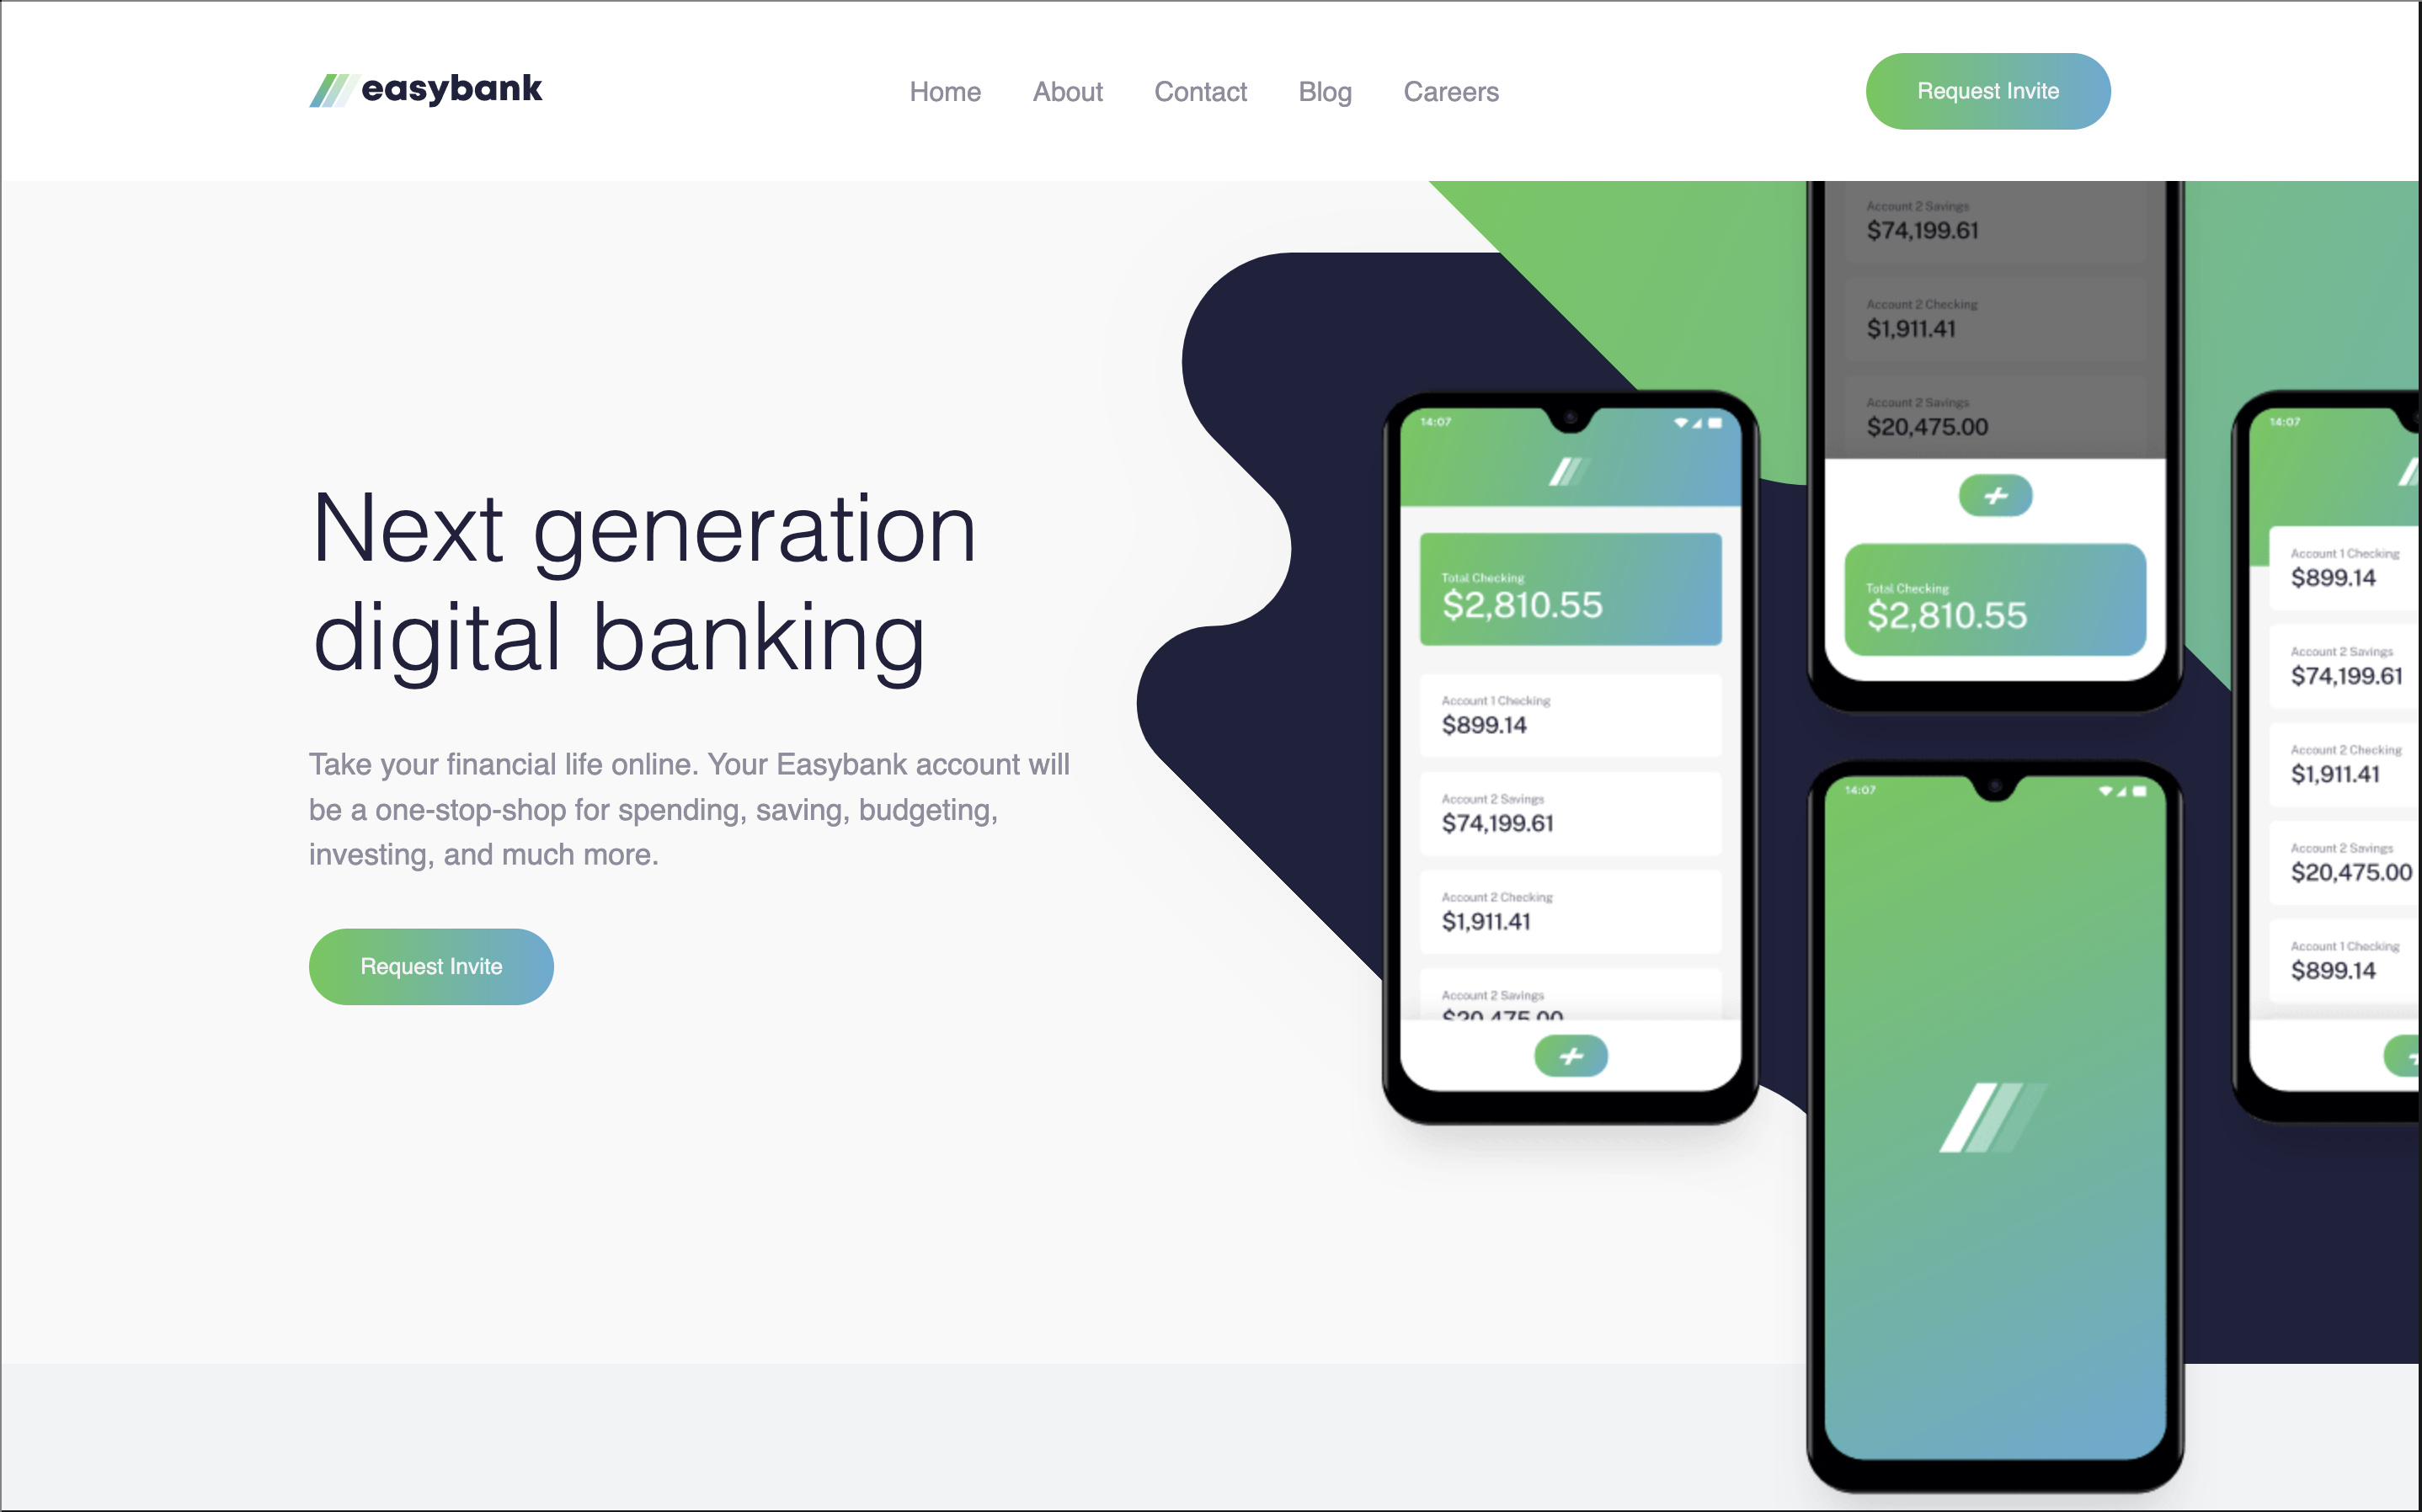 easybank
Home
About
Contact
Blog
Careers
Request Invite
Next generation
digital banking
Take your financial life online. Your Easybank account will
be a one-stop-shop for spending, saving, budgeting,
investing, and much more.
Request Invite
14:07
Total Checking
$2,810.55
Account 1 Checking
$899.14
Account 2 Savings
$74,199.61
Account 2 Checking
$1,911.41
Account 2 Savings
$20,475.00
Account 2 Savings
$74,199.61
Account 2 Checking
$1,911.41
Account 2 Savings
$20,475.00
Total Checking
$2,810.55
14:07
14:07
Account 1 Checking
$899.14
Account 2 Savings
$74,199.61
Account 2 Checking
$1,911.41
Account 2 Savings
$20,475.00
Account 1 Checking
$899.14